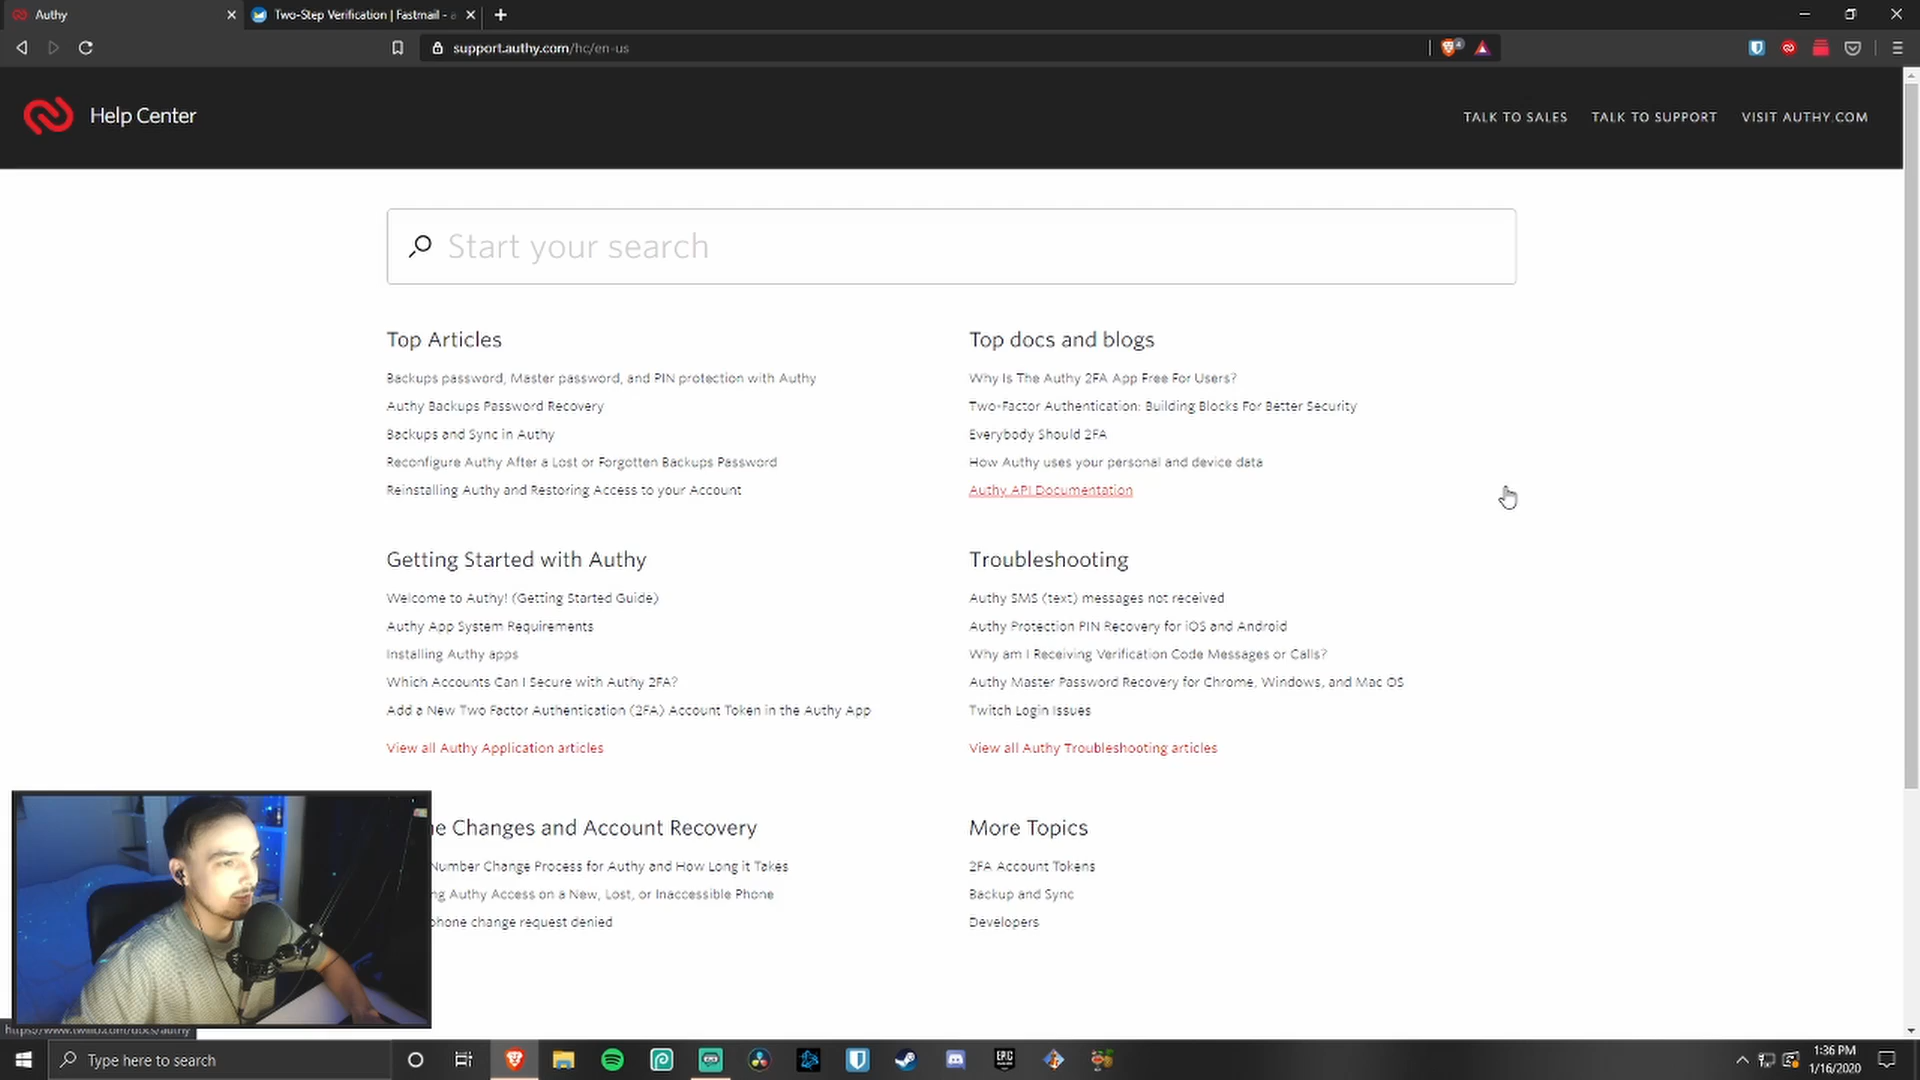 Authy
Two-Step Verification | Fastmail - a
support.authy.com/hc/en-us
Help Center
TALK TO SALES
TALK TO SUPPORT
VISIT AUTHY.COM
Start your search
Top Articles
Backups password, Master password, and PIN protection with Authy
Authy Backups Password Recovery
Backups and Sync in Authy
Reconfigure Authy After a Lost or Forgotten Backups Password
Reinstalling Authy and Restoring Access to your Account
Top docs and blogs
Why Is The Authy 2FA App Free For Users?
Two-Factor Authentication: Building Blocks For Better Security
Everybody Should 2FA
How Authy uses your personal and device data
Authy API Documentation
Getting Started with Authy
Welcome to Authy! (Getting Started Guide)
Authy App System Requirements
Installing Authy apps
Which Accounts Can I Secure with Authy 2FA?
Add a New Two Factor Authentication (2FA) Account Token in the Authy App
View all Authy Application articles
Troubleshooting
Authy SMS (text) messages not received
Authy Protection PIN Recovery for iOS and Android
Why am I Receiving Verification Code Messages or Calls?
Authy Master Password Recovery for Chrome, Windows, and Mac OS
Twitch Login Issues
View all Authy Troubleshooting articles
e Changes and Account Recovery
Number Change Process for Authy and How Long it Takes
ng Authy Access on a New, Lost, or Inaccessible Phone
phone change request denied
More Topics
2FA Account Tokens
Backup and Sync
Developers
https://www.twilio.com/docs/authy
Type here to search
EPIC
1:36 PM
1/16/2020